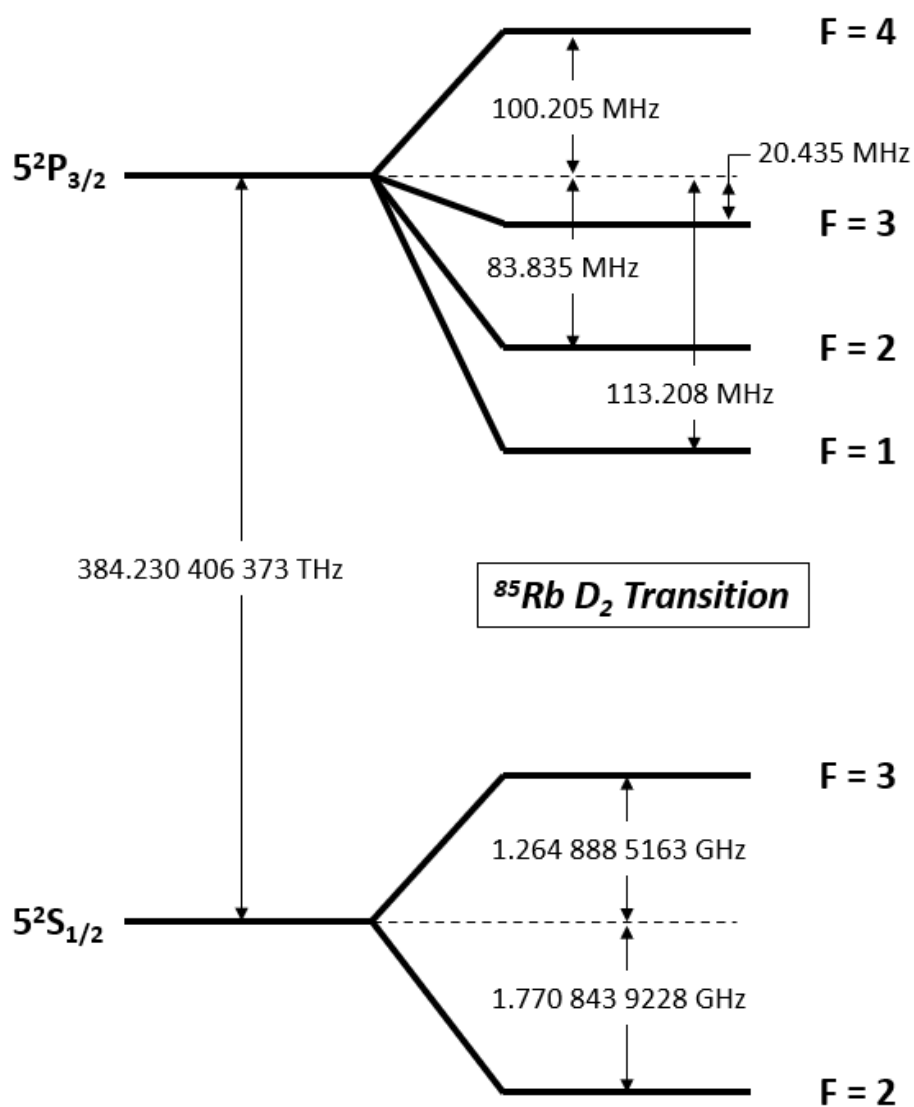 F = 4
100.205 MHz
20.435 MHz
5²P₃/₂
F = 3
83.835 MHz
F = 2
113.208 MHz
F = 1
384.230 406 373 THz
⁸⁵Rb D₂ Transition
F = 3
1.264 888 5163 GHz
5²S₁/₂
1.770 843 9228 GHz
F = 2